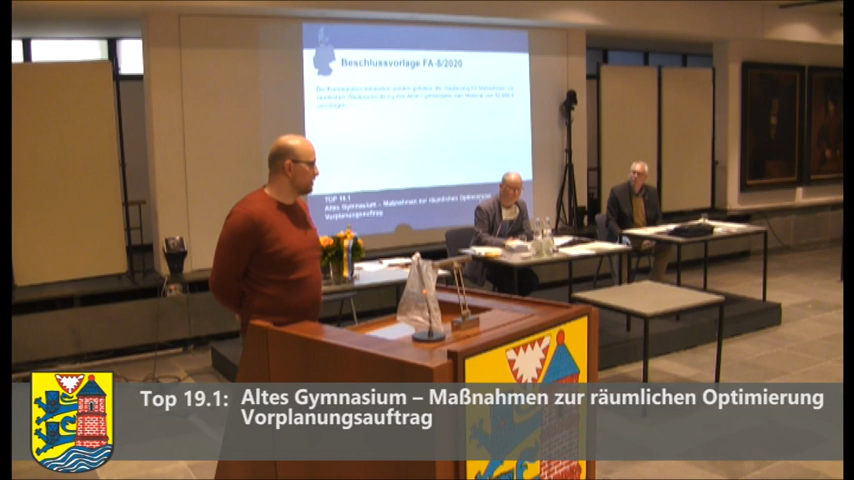 Beschlussvorlage FA-8/2020
TOP 19.1
Altes Gymnasium – Maßnahmen zur räumlichen Optimierung
Vorplanungsauftrag
Top 19.1: Altes Gymnasium – Maßnahmen zur räumlichen Optimierung
Vorplanungsauftrag